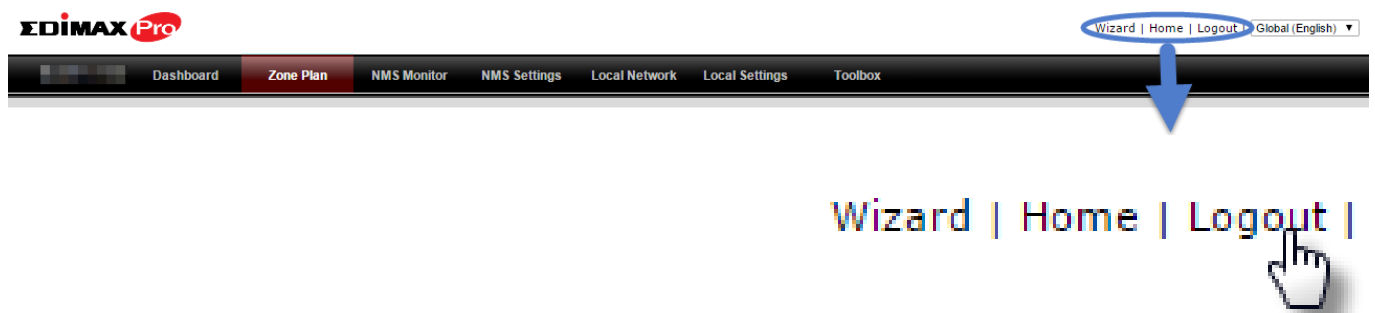 EDIMAX Pro
Wizard | Home | Logout | Global (English)
Dashboard Zone Plan NMS Monitor NMS Settings Local Network Local Settings Toolbox
Wizard | Home | Logout |